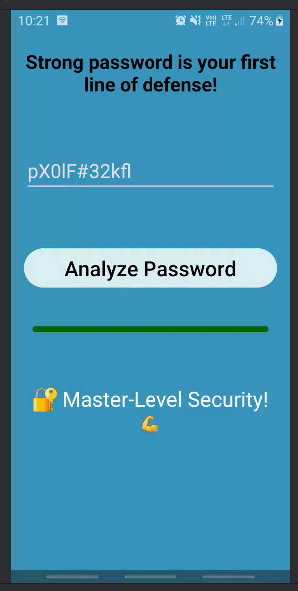 10:21 74%
Strong password is your first
line of defense!
pX0lF#32kfl
Analyze Password
🔐 Master-Level Security!
💪